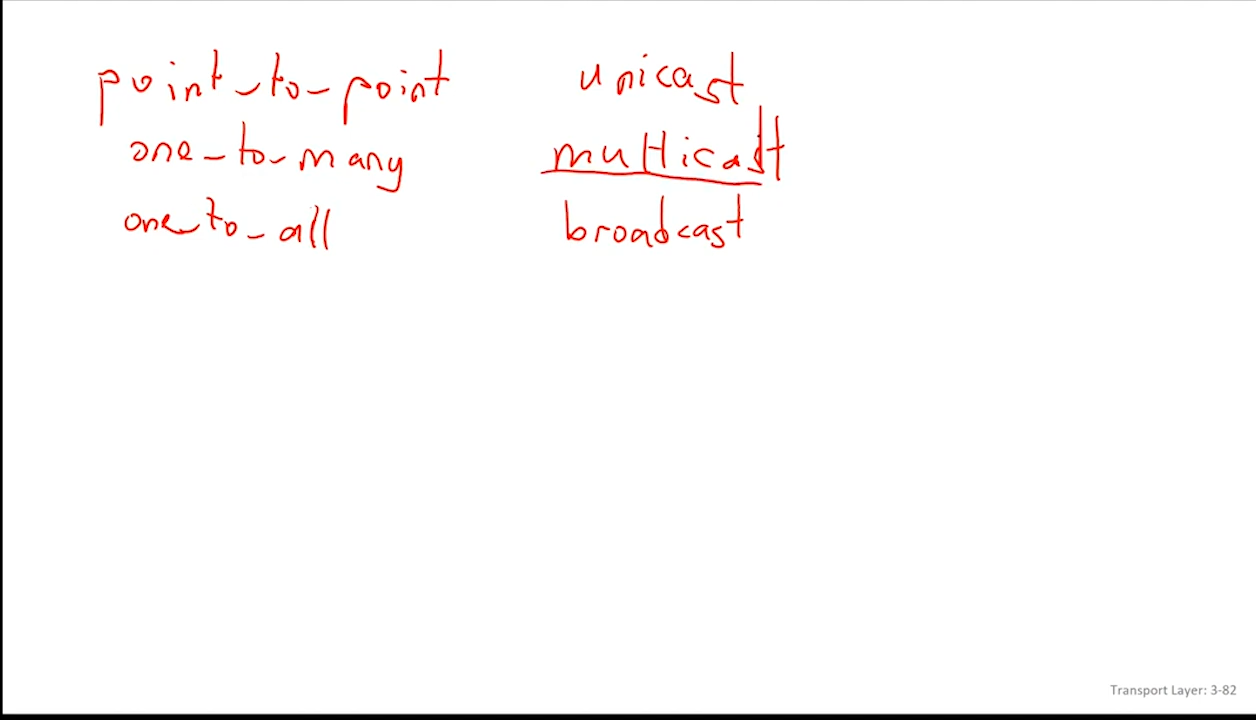 point-to-point unicast
one-to-many multicast
one-to-all broadcast
Transport Layer: 3-82